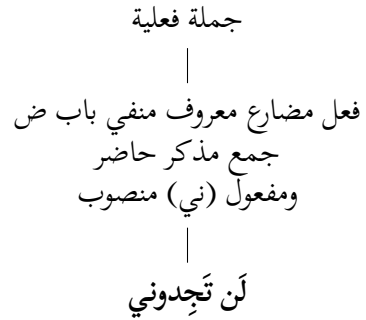 جملة فعلية
فعل مضارع معروف منفي باب ض
جمع مذكر حاضر
ومفعول (ني) منصوب
لَن تَجِدوني